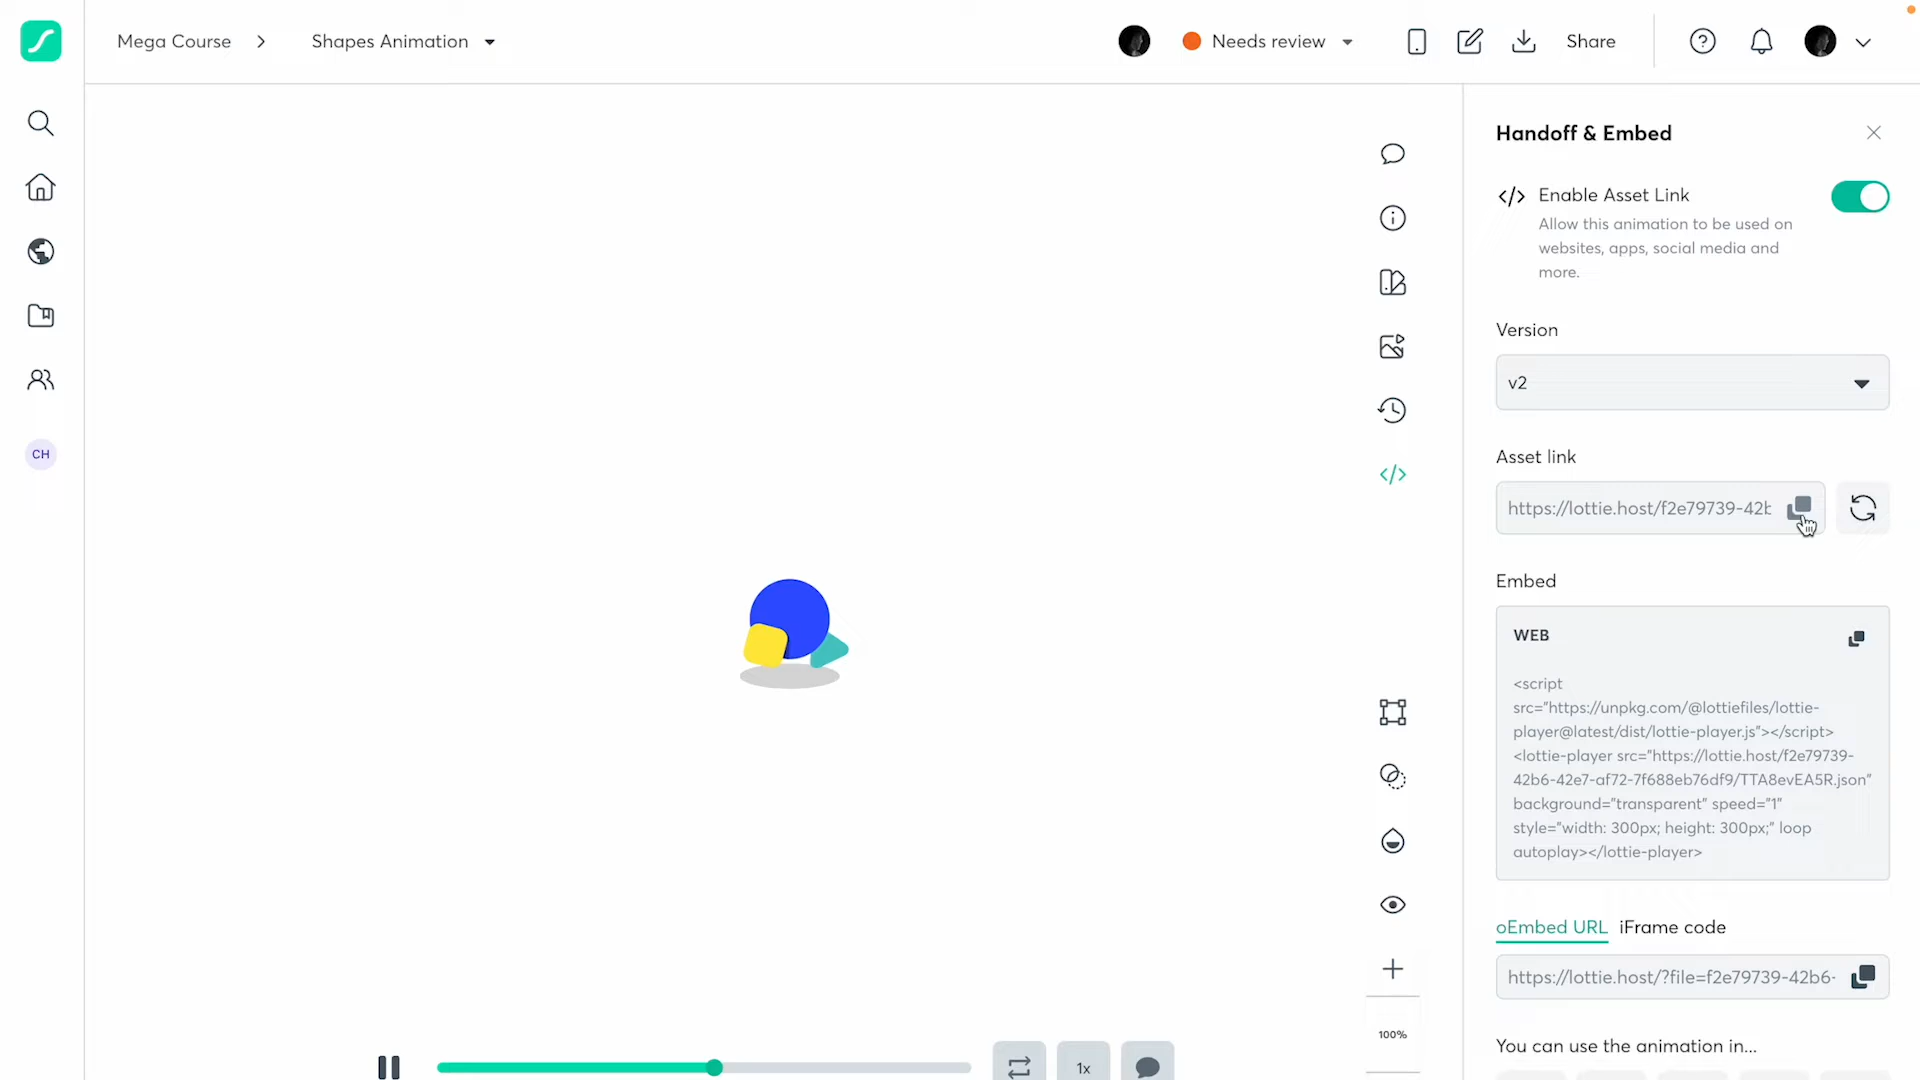 Mega Course
Shapes Animation
Needs review
Share
CH
Handoff & Embed
Enable Asset Link
Allow this animation to be used on
websites, apps, social media and
more.
Version
v2
Asset link
https://lottie.host/f2e79739-42b
Embed
WEB
<script
src="https://unpkg.com/@lottiefiles/lottie-
player@latest/dist/lottie-player.js"></script>
<lottie-player src="https://lottie.host/f2e79739-
42b6-42e7-af72-7f688eb76df9/TTA8evEA5R.json"
background="transparent" speed="1"
style="width: 300px; height: 300px;" loop
autoplay></lottie-player>
oEmbed URL iFrame code
https://lottie.host/?file=f2e79739-42b6-
100%
You can use the animation in...
1x